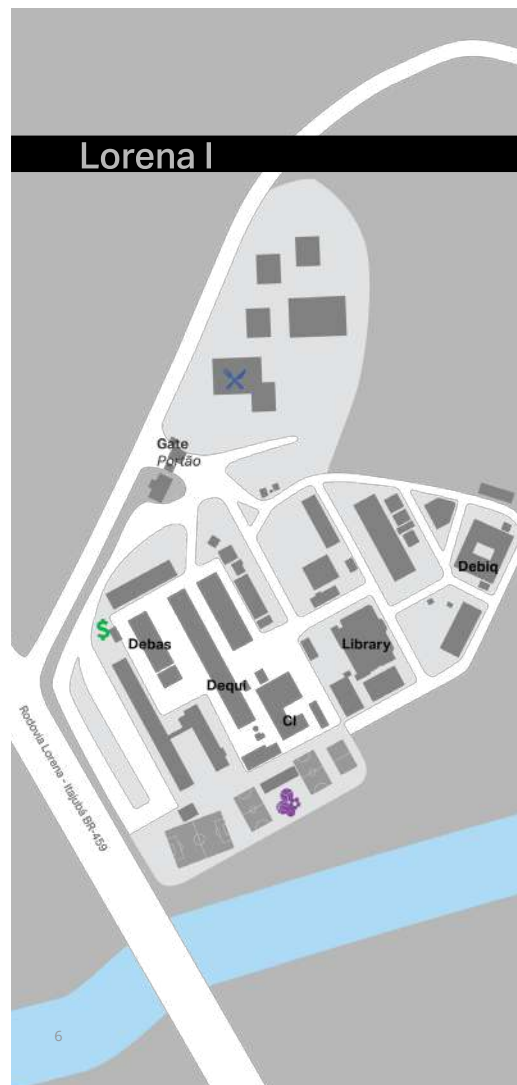 Lorena I
Gate
Portão
Debiq
Debas
Library
Dequi
CI
$
Rodovia Lorena - Itajubá BR-459
6